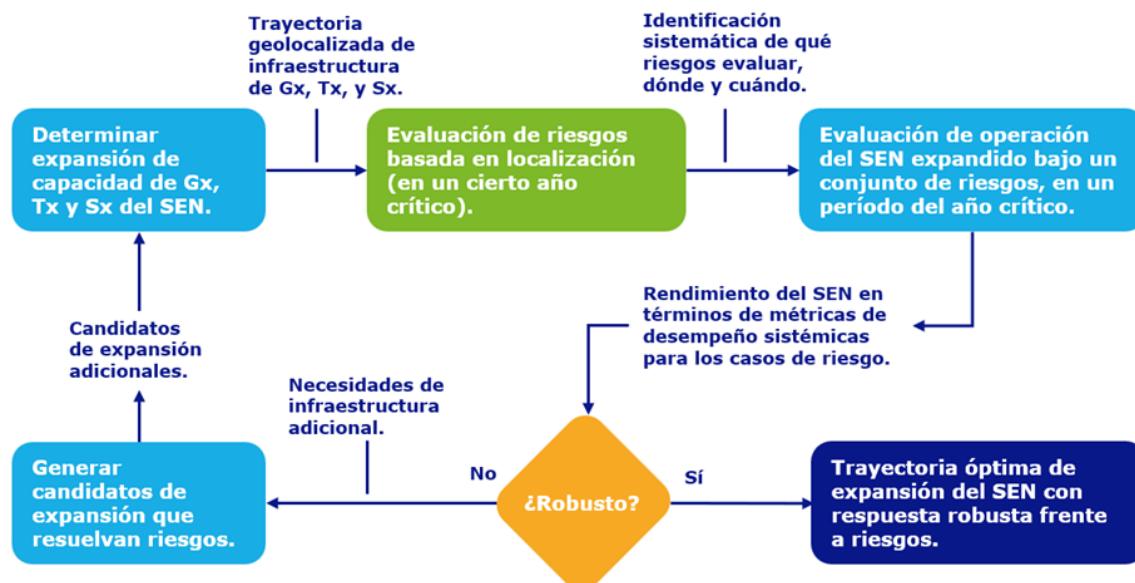 Trayectoria
geolocalizada de
infraestructura
de Gx, Tx, y Sx.
Identificación
sistemática de qué
riesgos evaluar,
dónde y cuándo.
Determinar
expansión de
capacidad de Gx,
Tx y Sx del SEN.
Evaluación de riesgos
basada en localización
(en un cierto año
crítico).
Evaluación de operación
del SEN expandido bajo un
conjunto de riesgos, en un
período del año crítico.
Rendimiento del SEN en
términos de métricas de
desempeño sistémicas
para los casos de riesgo.
Candidatos
de expansión
adicionales.
Necesidades de
infraestructura
adicional.
Generar
candidatos de
expansión que
resuelvan riesgos.
No
¿Robusto?
Sí
Trayectoria óptima de
expansión del SEN con
respuesta robusta frente
a riesgos.